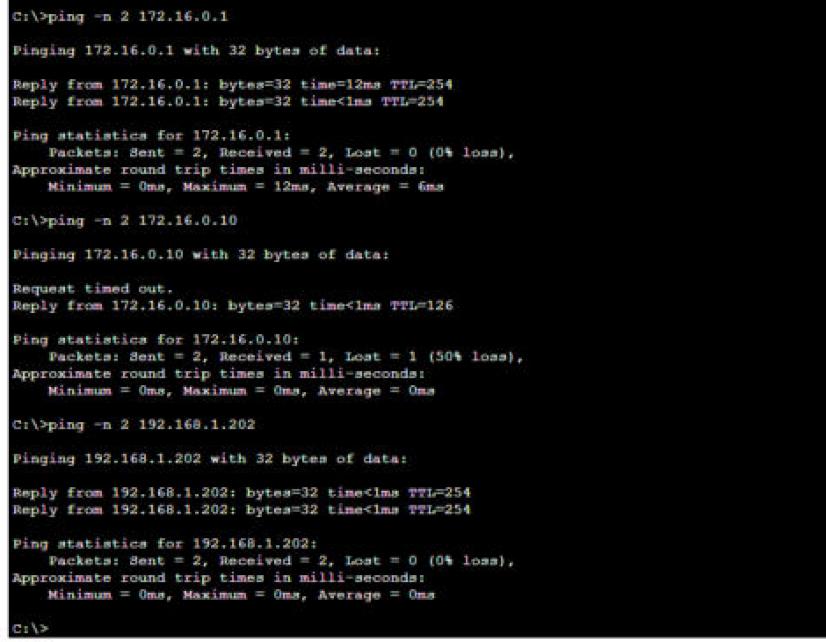 C:\>ping -n 2 172.16.0.1
Pinging 172.16.0.1 with 32 bytes of data:
Reply from 172.16.0.1: bytes=32 time=12ms TTL=254
Reply from 172.16.0.1: bytes=32 time<1ms TTL=254
Ping statistics for 172.16.0.1:
Packets: Sent = 2, Received = 2, Lost = 0 (0% loss),
Approximate round trip times in milli-seconds:
Minimum = 0ms, Maximum = 12ms, Average = 6ms
C:\>ping -n 2 172.16.0.10
Pinging 172.16.0.10 with 32 bytes of data:
Request timed out.
Reply from 172.16.0.10: bytes=32 time<1ms TTL=126
Ping statistics for 172.16.0.10:
Packets: Sent = 2, Received = 1, Lost = 1 (50% loss),
Approximate round trip times in milli-seconds:
Minimum = 0ms, Maximum = 0ms, Average = 0ms
C:\>ping -n 2 192.168.1.202
Pinging 192.168.1.202 with 32 bytes of data:
Reply from 192.168.1.202: bytes=32 time<1ms TTL=254
Reply from 192.168.1.202: bytes=32 time<1ms TTL=254
Ping statistics for 192.168.1.202:
Packets: Sent = 2, Received = 2, Lost = 0 (0% loss),
Approximate round trip times in milli-seconds:
Minimum = 0ms, Maximum = 0ms, Average = 0ms
C:\>